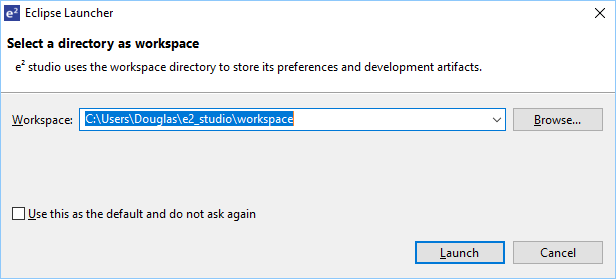 e² Eclipse Launcher
Select a directory as workspace
e² studio uses the workspace directory to store its preferences and development artifacts.
Workspace: C:\Users\Douglas\e2_studio\workspace Browse...
Use this as the default and do not ask again
Launch Cancel